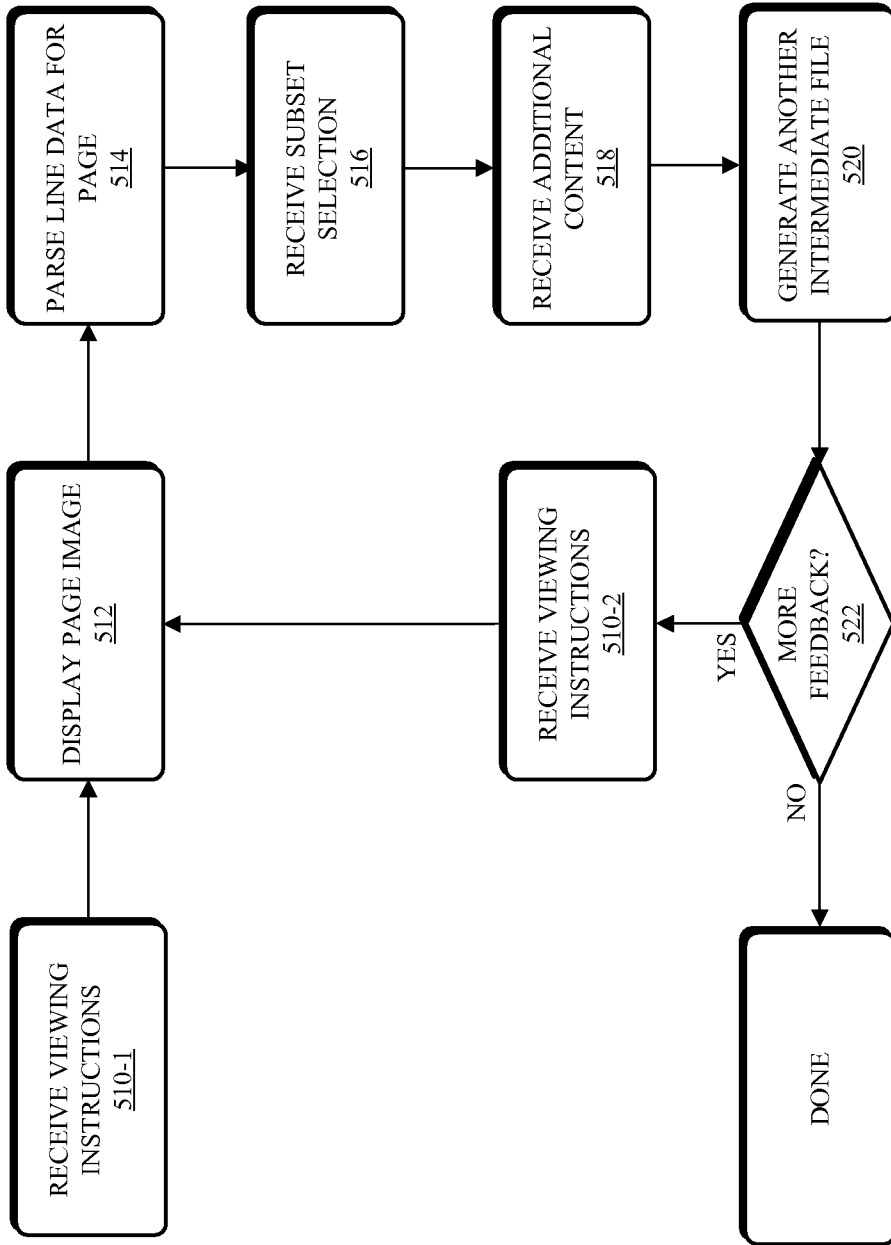 RECEIVE VIEWING
INSTRUCTIONS
510-1
DISPLAY PAGE IMAGE
512
PARSE LINE DATA FOR
PAGE
514
RECEIVE SUBSET
SELECTION
516
RECEIVE ADDITIONAL
CONTENT
518
GENERATE ANOTHER
INTERMEDIATE FILE
520
MORE
FEEDBACK?
522
YES
RECEIVE VIEWING
INSTRUCTIONS
510-2
NO
DONE